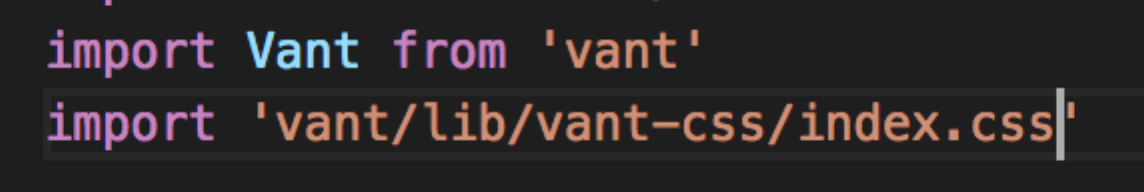 import Vant from 'vant'
import 'vant/lib/vant-css/index.css'